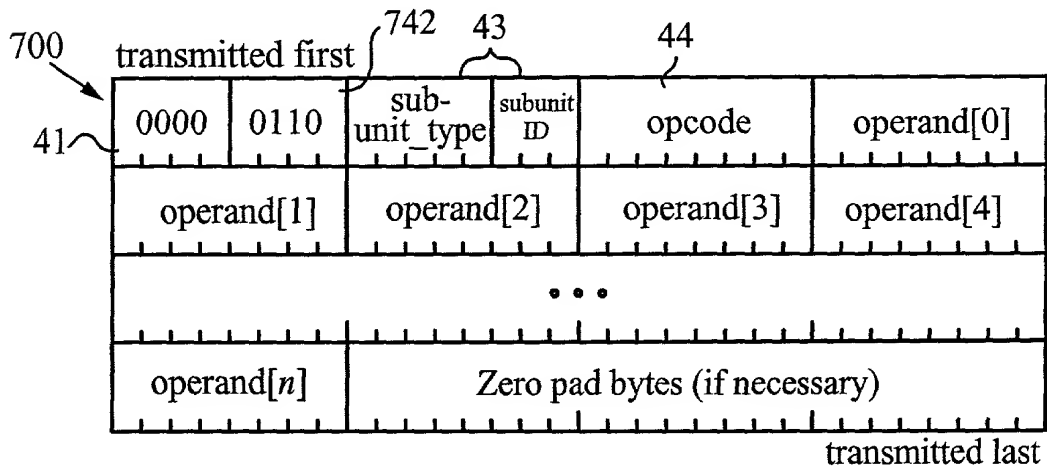 700
transmitted first
742
43
44
41
0000 0110 sub-unit_type subunit ID opcode operand[0]
operand[1] operand[2] operand[3] operand[4]
• • •
operand[n] Zero pad bytes (if necessary)
transmitted last